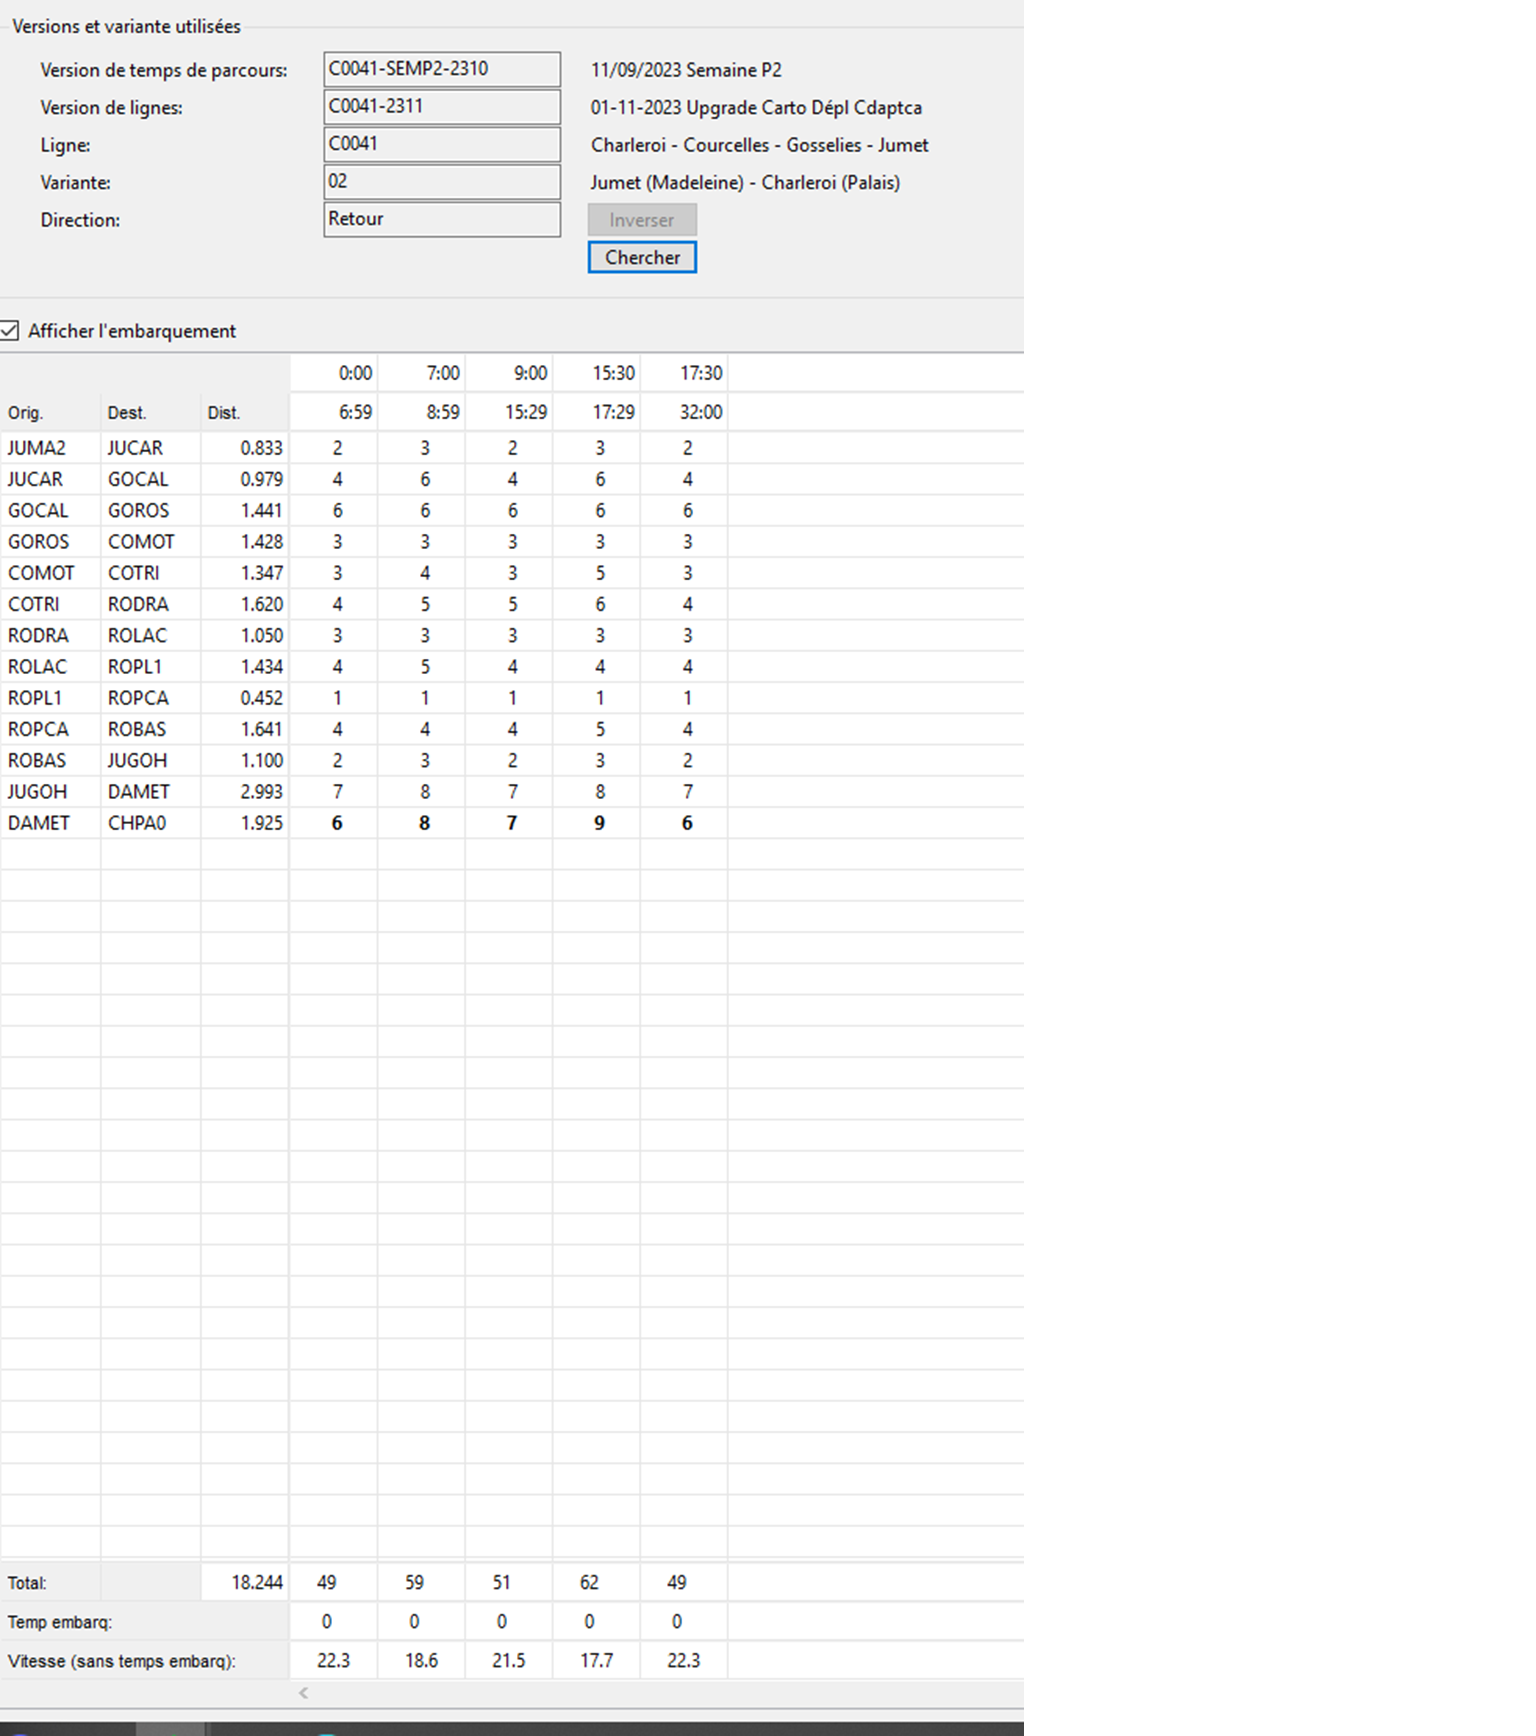 Versions et variante utilisées
Version de temps de parcours: C0041-SEMP2-2310 11/09/2023 Semaine P2
Version de lignes: C0041-2311 01-11-2023 Upgrade Carto Dépl Cdaptca
Ligne: C0041 Charleroi - Courcelles - Gosselies - Jumet
Variante: 02 Jumet (Madeleine) - Charleroi (Palais)
Direction: Retour Inverser
Chercher
Afficher l'embarquement
0:00 7:00 9:00 15:30 17:30
Orig. Dest. Dist. 6:59 8:59 15:29 17:29 32:00
JUMA2 JUCAR 0.833 2 3 2 3 2
JUCAR GOCAL 0.979 4 6 4 6 4
GOCAL GOROS 1.441 6 6 6 6 6
GOROS COMOT 1.428 3 3 3 3 3
COMOT COTRI 1.347 3 4 3 5 3
COTRI RODRA 1.620 4 5 5 6 4
RODRA ROLAC 1.050 3 3 3 3 3
ROLAC ROPL1 1.434 4 5 4 4 4
ROPL1 ROPCA 0.452 1 1 1 1 1
ROPCA ROBAS 1.641 4 4 4 5 4
ROBAS JUGOH 1.100 2 3 2 3 2
JUGOH DAMET 2.993 7 8 7 8 7
DAMET CHPA0 1.925 6 8 7 9 6
Total: 18.244 49 59 51 62 49
Temp embarq: 0 0 0 0 0
Vitesse (sans temps embarq): 22.3 18.6 21.5 17.7 22.3